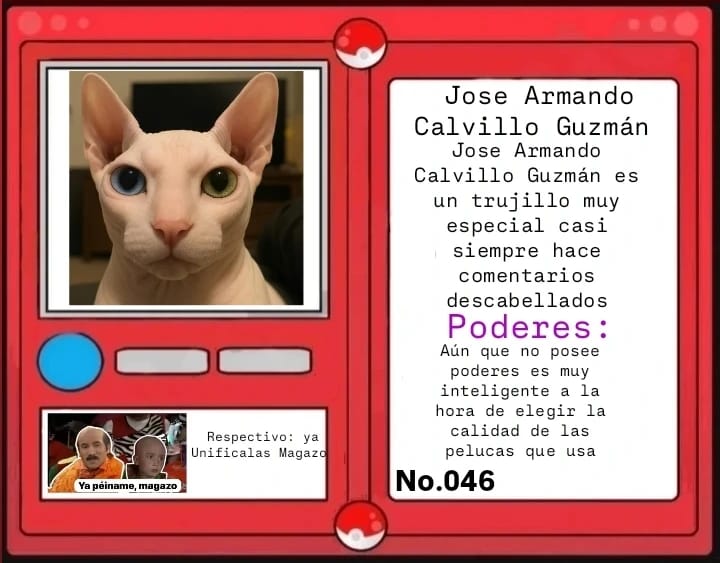 Jose Armando
Calvillo Guzmán
Jose Armando
Calvillo Guzmán es
un trujillo muy
especial casi
siempre hace
comentarios
descabellados
Poderes:
Aún que no posee
poderes es muy
inteligente a la
hora de elegir la
calidad de las
pelucas que usa
No.046
Respectivo: ya
Unificalas Magazo
Ya péiname, magazo